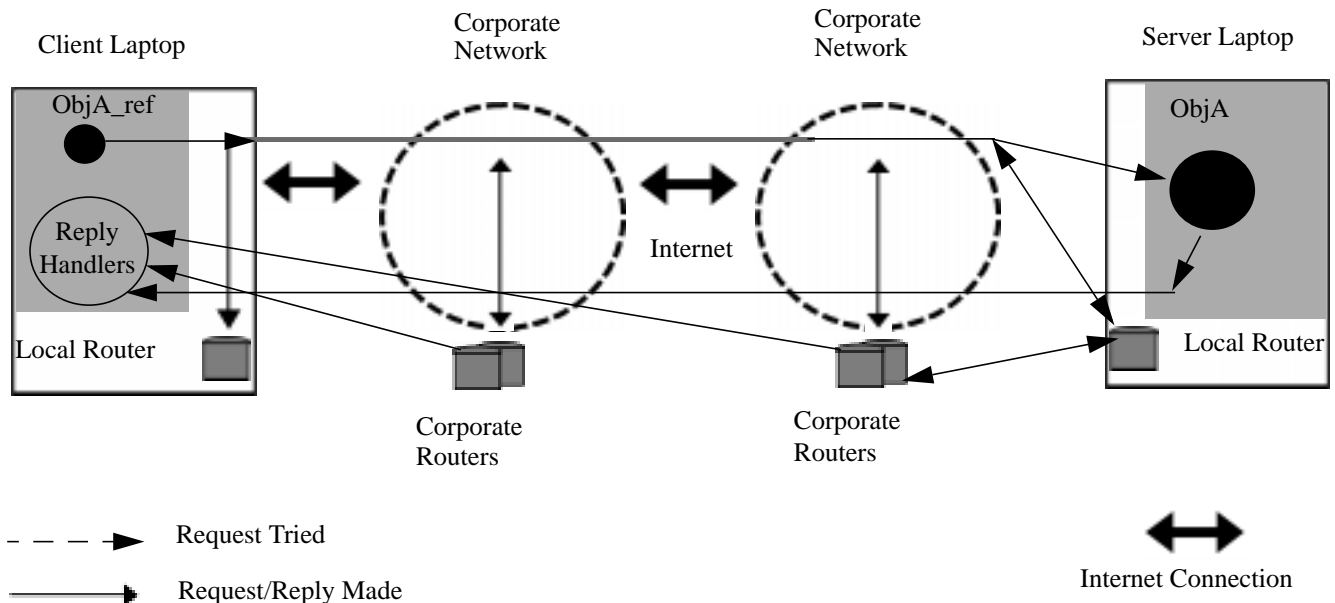 Client Laptop
Corporate
Network
Corporate
Network
Server Laptop
ObjA_ref
ObjA
Reply
Handlers
Internet
Local Router
Local Router
Corporate
Routers
Corporate
Routers
Request Tried
Request/Reply Made
Internet Connection